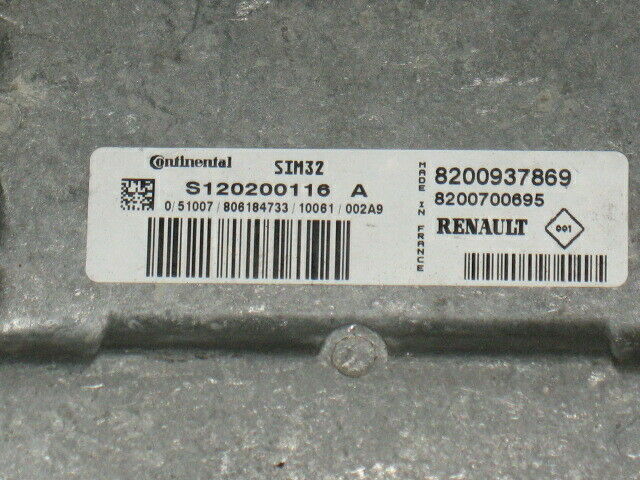 Continental SIM32
S120200116 A
0/51007/806184733/10061/002A9
MADE IN FRANCE
8200937869
8200700695
RENAULT 001